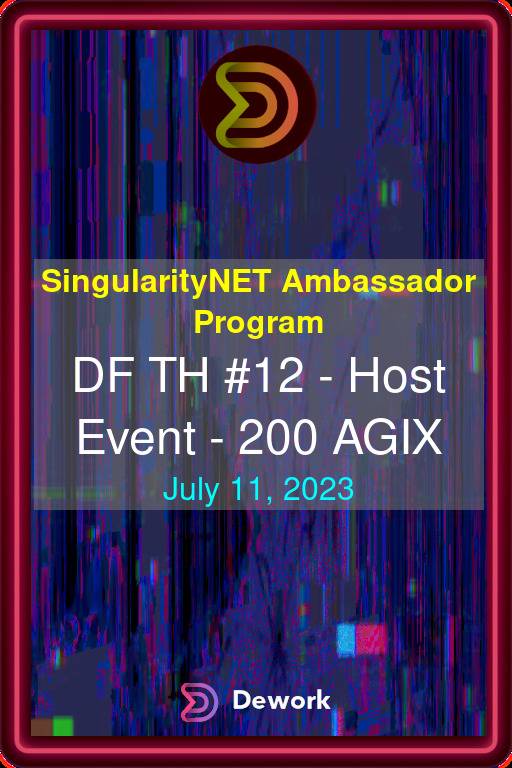 SingularityNET Ambassador
Program
DF TH #12 - Host
Event - 200 AGIX
July 11, 2023
Dework